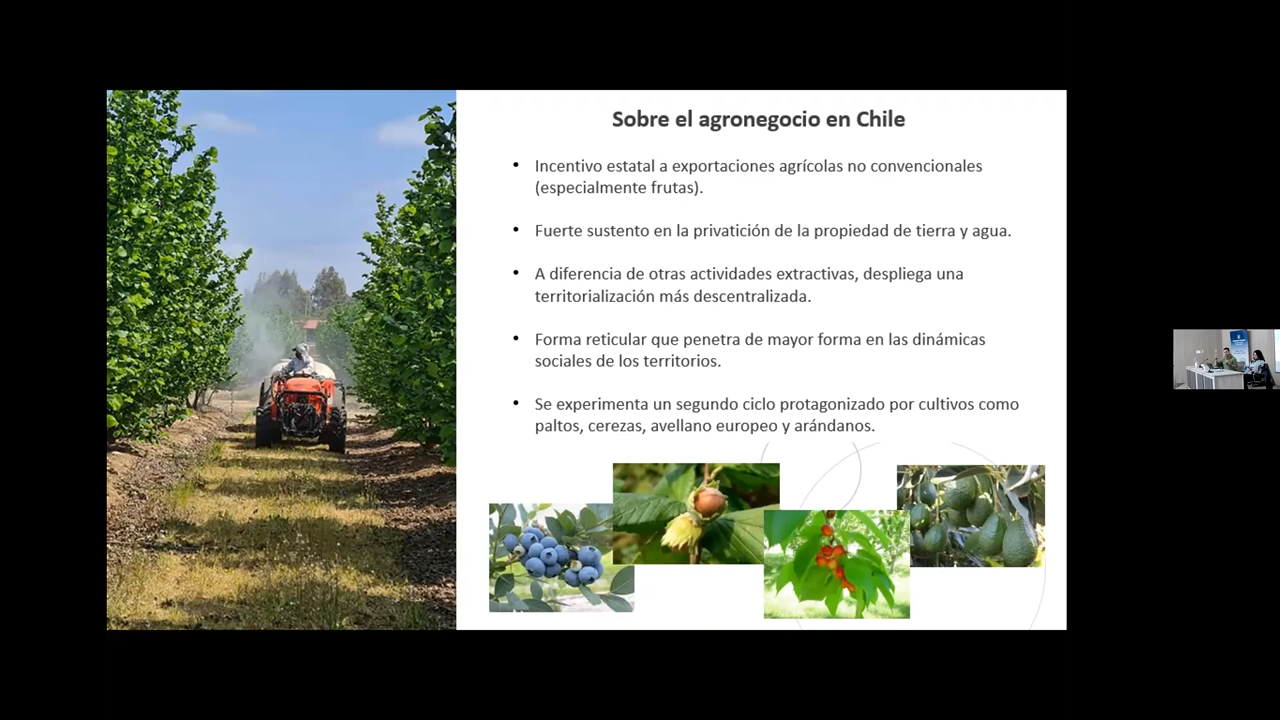 Sobre el agronegocio en Chile
• Incentivo estatal a exportaciones agrícolas no convencionales
(especialmente frutas).
• Fuerte sustento en la privatición de la propiedad de tierra y agua.
• A diferencia de otras actividades extractivas, despliega una
territorialización más descentralizada.
• Forma reticular que penetra de mayor forma en las dinámicas
sociales de los territorios.
• Se experimenta un segundo ciclo protagonizado por cultivos como
paltos, cerezas, avellano europeo y arándanos.